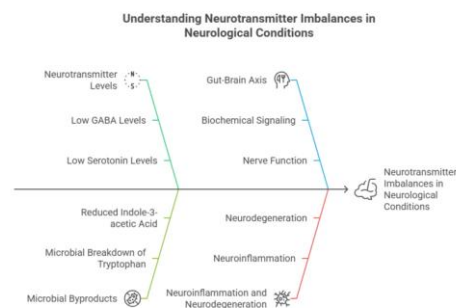 Understanding Neurotransmitter Imbalances in
Neurological Conditions
Neurotransmitter
Levels
N
S
Low GABA Levels
Low Serotonin Levels
Gut-Brain Axis
Biochemical Signaling
Nerve Function
Neurotransmitter
Imbalances in
Neurological
Conditions
Reduced Indole-3-
acetic Acid
Microbial Breakdown of
Tryptophan
Microbial Byproducts
Neurodegeneration
Neuroinflammation
Neuroinflammation and
Neurodegeneration